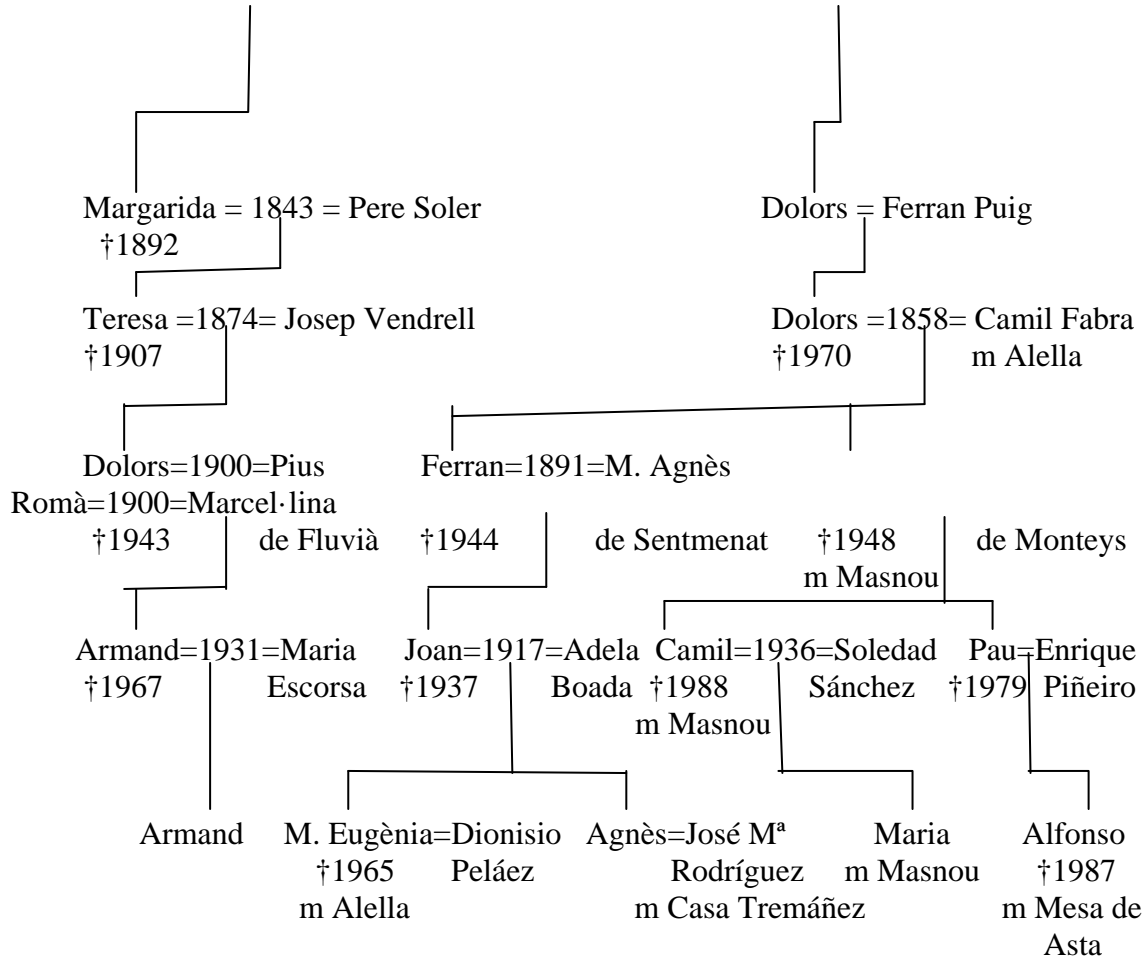 Margarida = 1843 = Pere Soler Dolors = Ferran Puig
†1892
Teresa =1874= Josep Vendrell Dolors =1858= Camil Fabra
†1907 †1970 m Alella
Dolors=1900=Pius Ferran=1891=M. Agnès
Romà=1900=Marcel·lina
†1943 de Fluvià †1944 de Sentmenat †1948 de Monteys
m Masnou
Armand=1931=Maria Joan=1917=Adela Camil=1936=Soledad Pau=Enrique
†1967 Escorsa †1937 Boada †1988 Sánchez †1979 Piñeiro
m Masnou
Armand M. Eugènia=Dionisio Agnès=José Mª Maria Alfonso
†1965 Peláez Rodríguez m Masnou †1987
m Alella m Casa Tremáñez m Mesa de
Asta